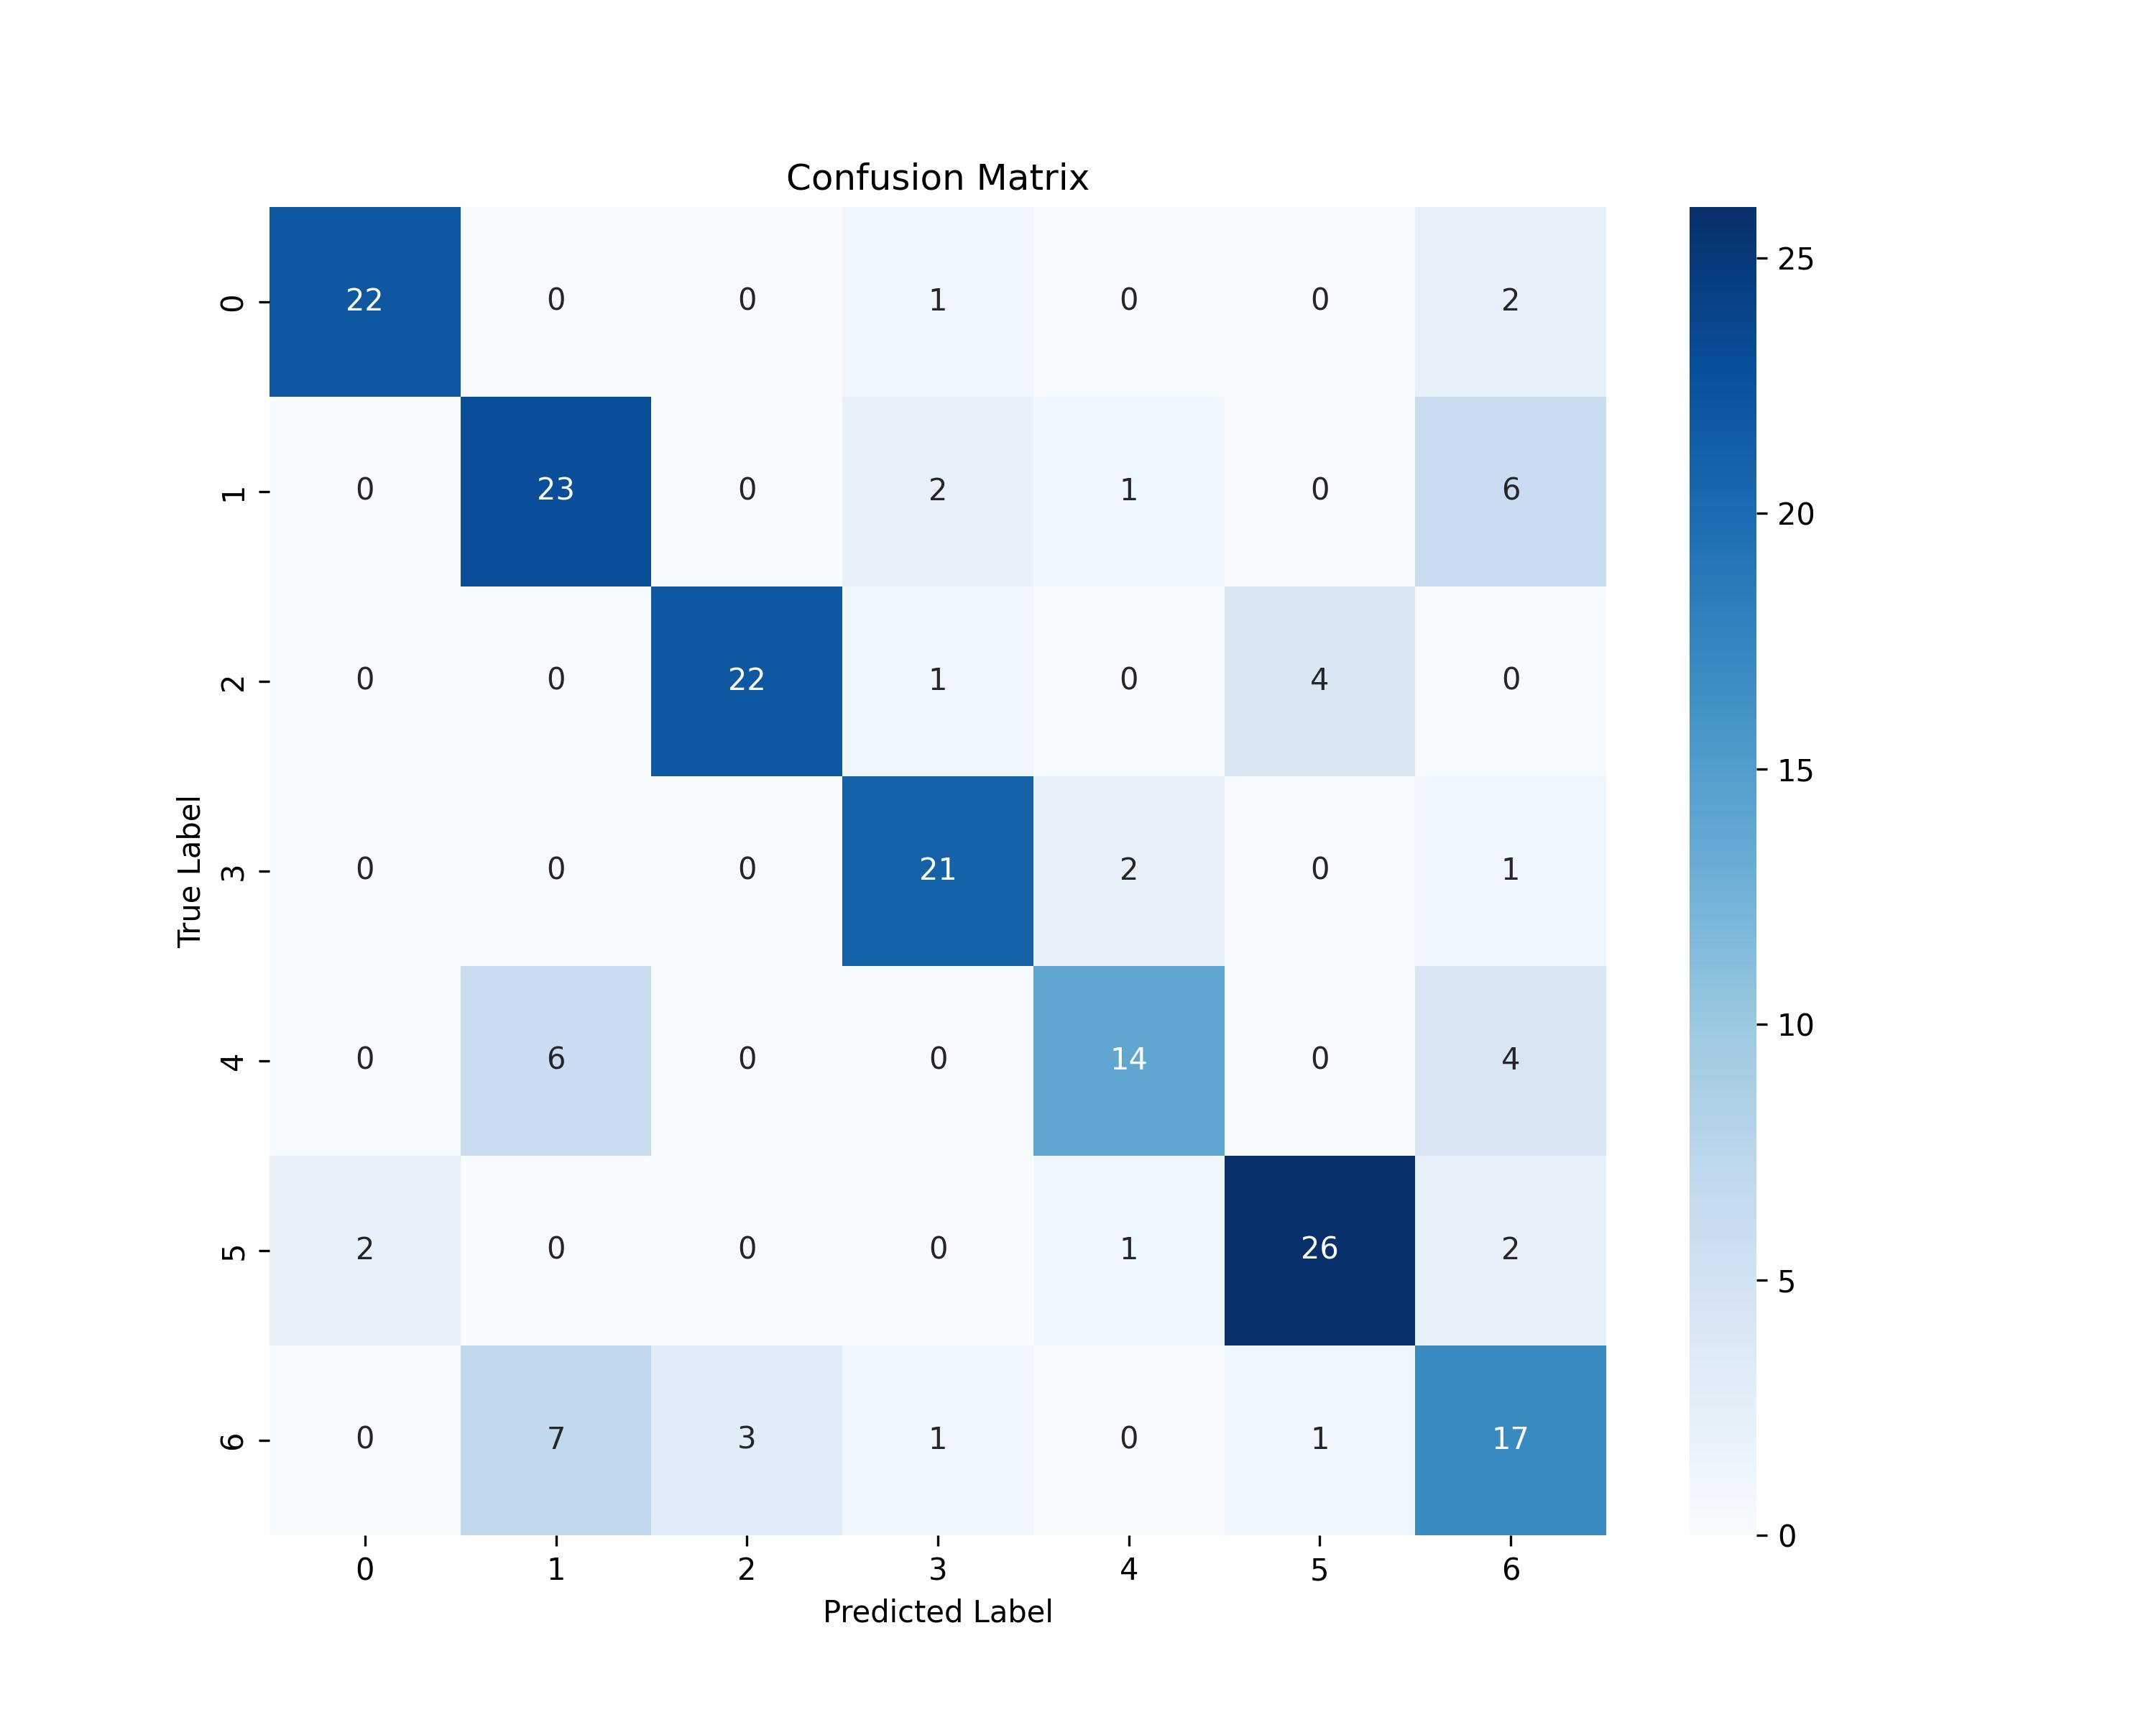 Confusion Matrix
0 22 0 0 1 0 0 2
1 0 23 0 2 1 0 6
2 0 0 22 1 0 4 0
3 0 0 0 21 2 0 1
4 0 6 0 0 14 0 4
5 2 0 0 0 1 26 2
6 0 7 3 1 0 1 17
0 1 2 3 4 5 6
Predicted Label
True Label
25
20
15
10
5
0